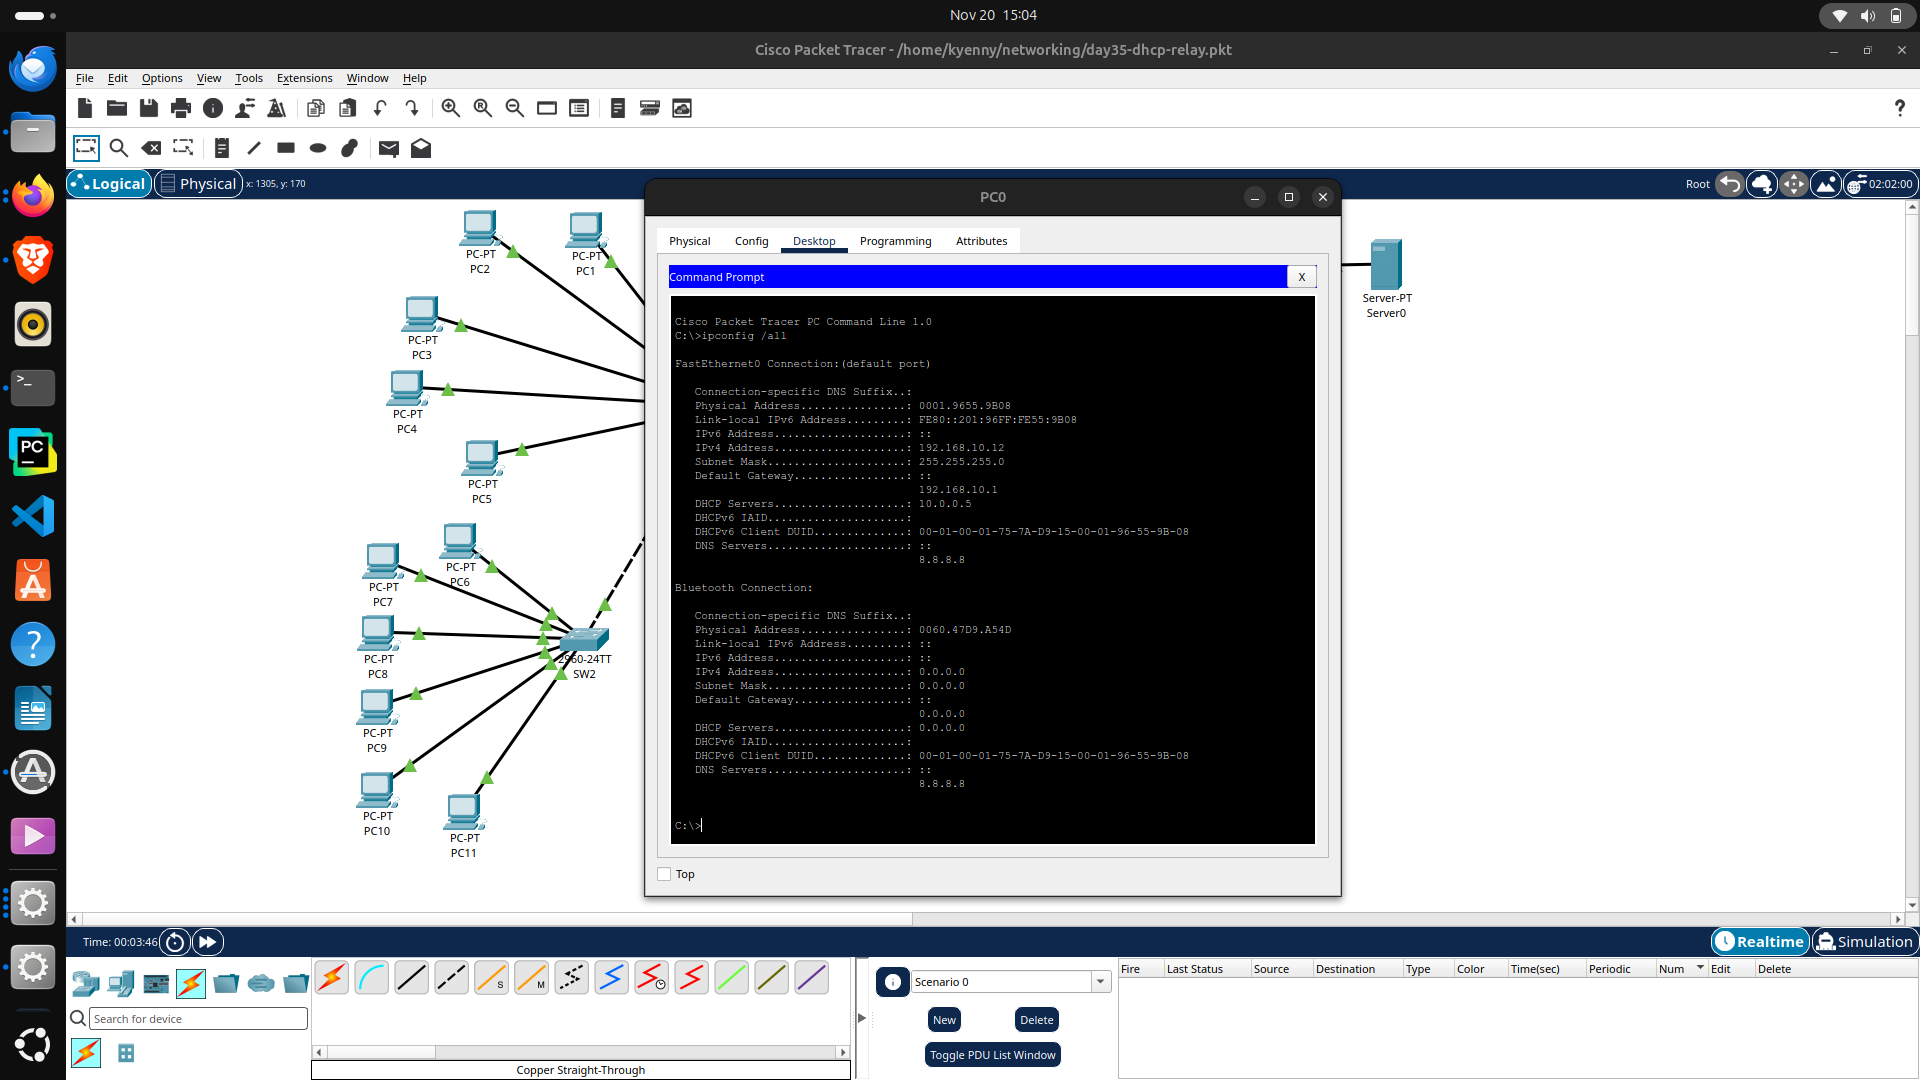 Nov 20 15:04
Cisco Packet Tracer - /home/kyenny/networking/day35-dhcp-relay.pkt
File Edit Options View Tools Extensions Window Help
Logical Physical x: 1305, y: 170 Root 02:02:00
PC-PT
PC2
PC-PT
PC1
PC-PT
PC3
PC-PT
PC4
PC-PT
PC5
PC-PT
PC6
PC-PT
PC7
PC-PT
PC8
PC-PT
PC9
PC-PT
PC10
PC-PT
PC11
2960-24TT
SW2
Server-PT
Server0
PC0
Physical Config Desktop Programming Attributes
Command Prompt X
Cisco Packet Tracer PC Command Line 1.0
C:\>ipconfig /all
FastEthernet0 Connection:(default port)
Connection-specific DNS Suffix..:
Physical Address................: 0001.9655.9B08
Link-local IPv6 Address.........: FE80::201:96FF:FE55:9B08
IPv6 Address....................: ::
IPv4 Address....................: 192.168.10.12
Subnet Mask.....................: 255.255.255.0
Default Gateway.................: ::
192.168.10.1
DHCP Servers....................: 10.0.0.5
DHCPv6 IAID.....................:
DHCPv6 Client DUID..............: 00-01-00-01-75-7A-D9-15-00-01-96-55-9B-08
DNS Servers.....................: ::
8.8.8.8
Bluetooth Connection:
Connection-specific DNS Suffix..:
Physical Address................: 0060.47D9.A54D
Link-local IPv6 Address.........: ::
IPv6 Address....................: ::
IPv4 Address....................: 0.0.0.0
Subnet Mask.....................: 0.0.0.0
Default Gateway.................: ::
0.0.0.0
DHCP Servers....................: 0.0.0.0
DHCPv6 IAID.....................:
DHCPv6 Client DUID..............: 00-01-00-01-75-7A-D9-15-00-01-96-55-9B-08
DNS Servers.....................: ::
8.8.8.8
C:\>
Top
Time: 00:03:46 Realtime Simulation
Search for device
S
M
Copper Straight-Through
Scenario 0
New Delete
Toggle PDU List Window
Fire Last Status Source Destination Type Color Time(sec) Periodic Num Edit Delete